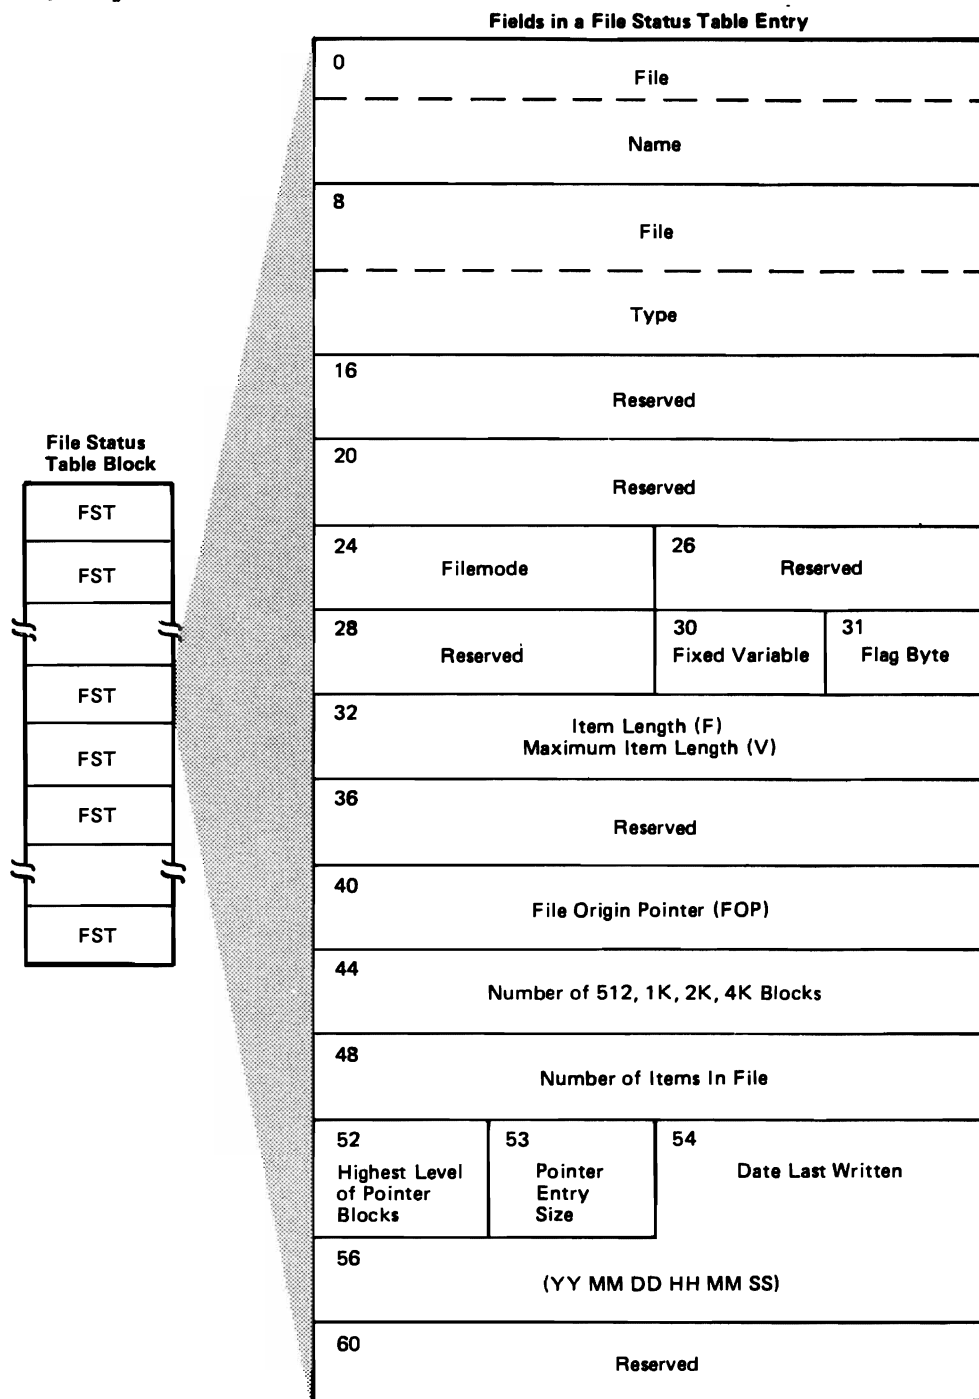 Fields in a File Status Table Entry
0
File
Name
8
File
Type
16
Reserved
20
Reserved
File Status
Table Block
FST
FST
FST
FST
FST
FST
24
Filemode
26
Reserved
28
Reserved
30
Fixed Variable
31
Flag Byte
32
Item Length (F)
Maximum Item Length (V)
36
Reserved
40
File Origin Pointer (FOP)
44
Number of 512, 1K, 2K, 4K Blocks
48
Number of Items In File
52
Highest Level
of Pointer
Blocks
53
Pointer
Entry
Size
54
Date Last Written
56
(YY MM DD HH MM SS)
60
Reserved